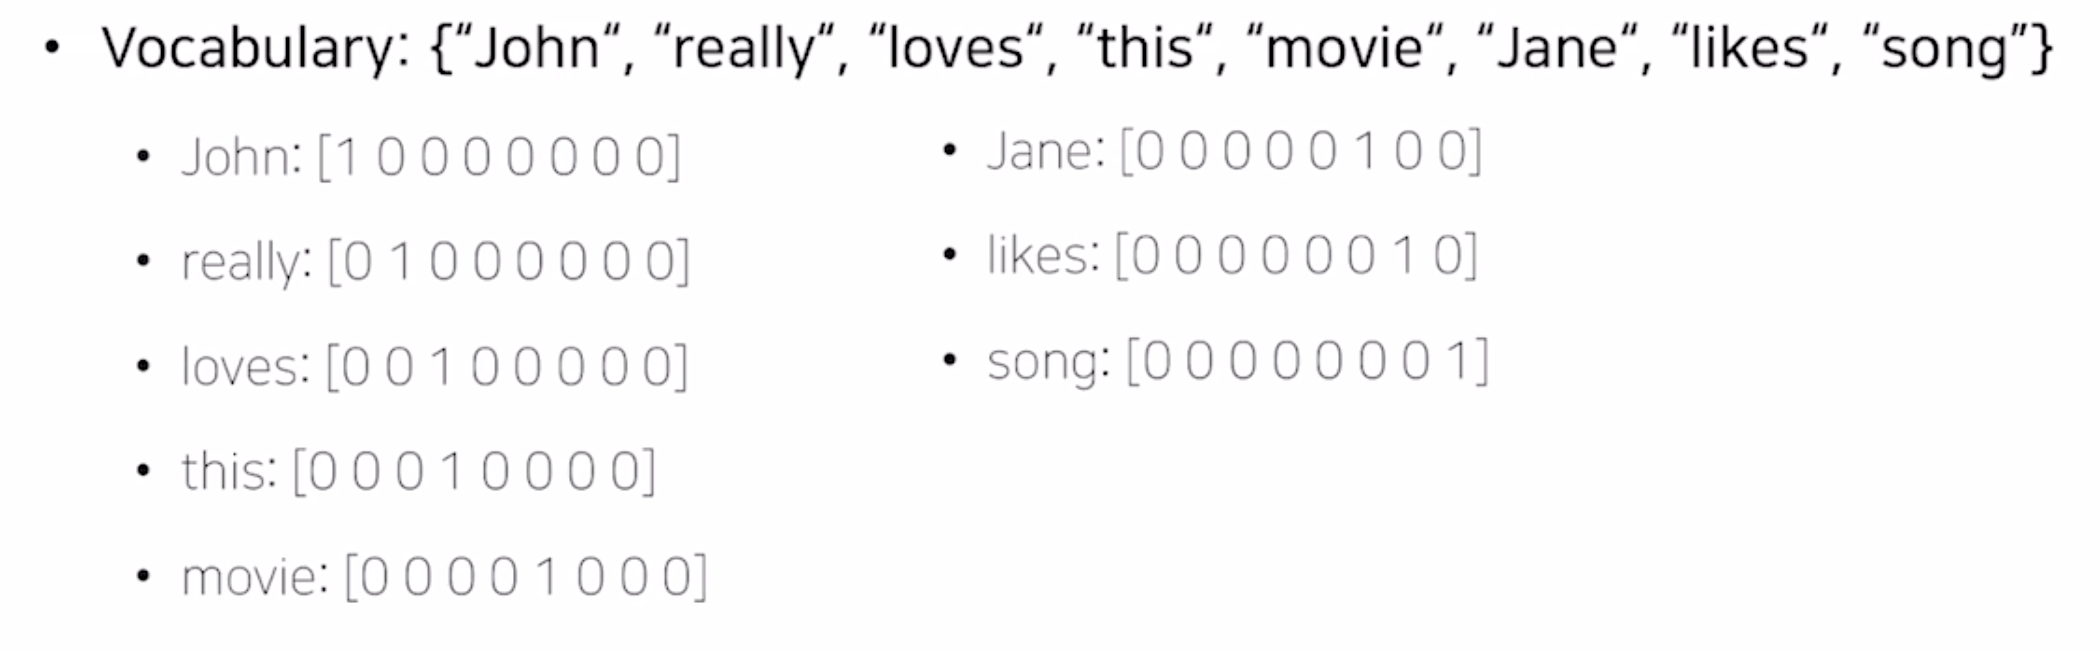 • Vocabulary: {“John“, “really“, “loves“, “this“, “movie“, “Jane“, “likes“, “song”}
• John: [1 0 0 0 0 0 0 0]
• really: [0 1 0 0 0 0 0 0]
• loves: [0 0 1 0 0 0 0 0]
• this: [0 0 0 1 0 0 0 0]
• movie: [0 0 0 0 1 0 0 0]
• Jane: [0 0 0 0 0 1 0 0]
• likes: [0 0 0 0 0 0 1 0]
• song: [0 0 0 0 0 0 0 1]